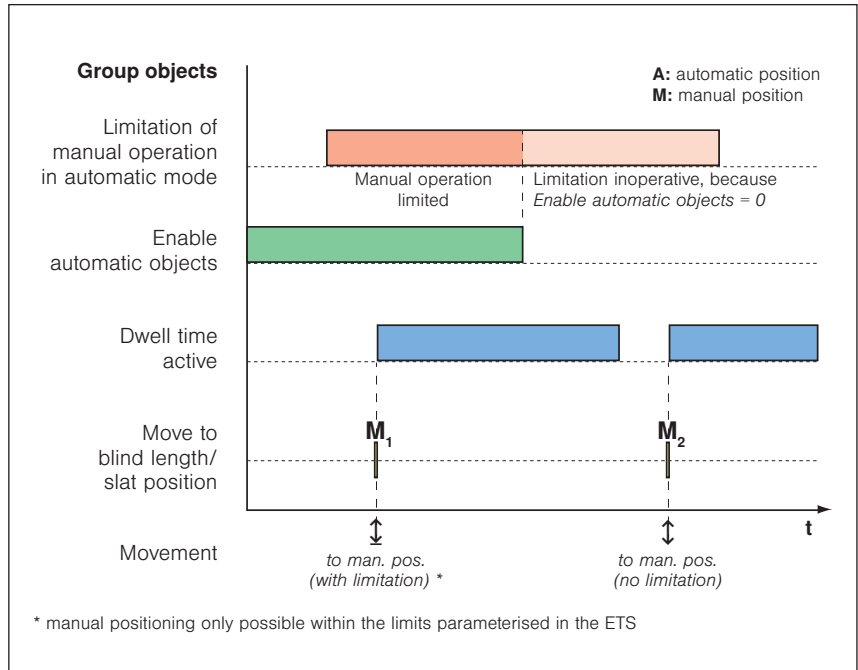 Group objects
A: automatic position
M: manual position
Limitation of
manual operation
in automatic mode
Manual operation
limited
Limitation inoperative, because
Enable automatic objects = 0
Enable
automatic objects
Dwell time
active
Move to
blind length/
slat position
M1
M2
t
Movement
to man. pos.
(with limitation) *
to man. pos.
(no limitation)
* manual positioning only possible within the limits parameterised in the ETS